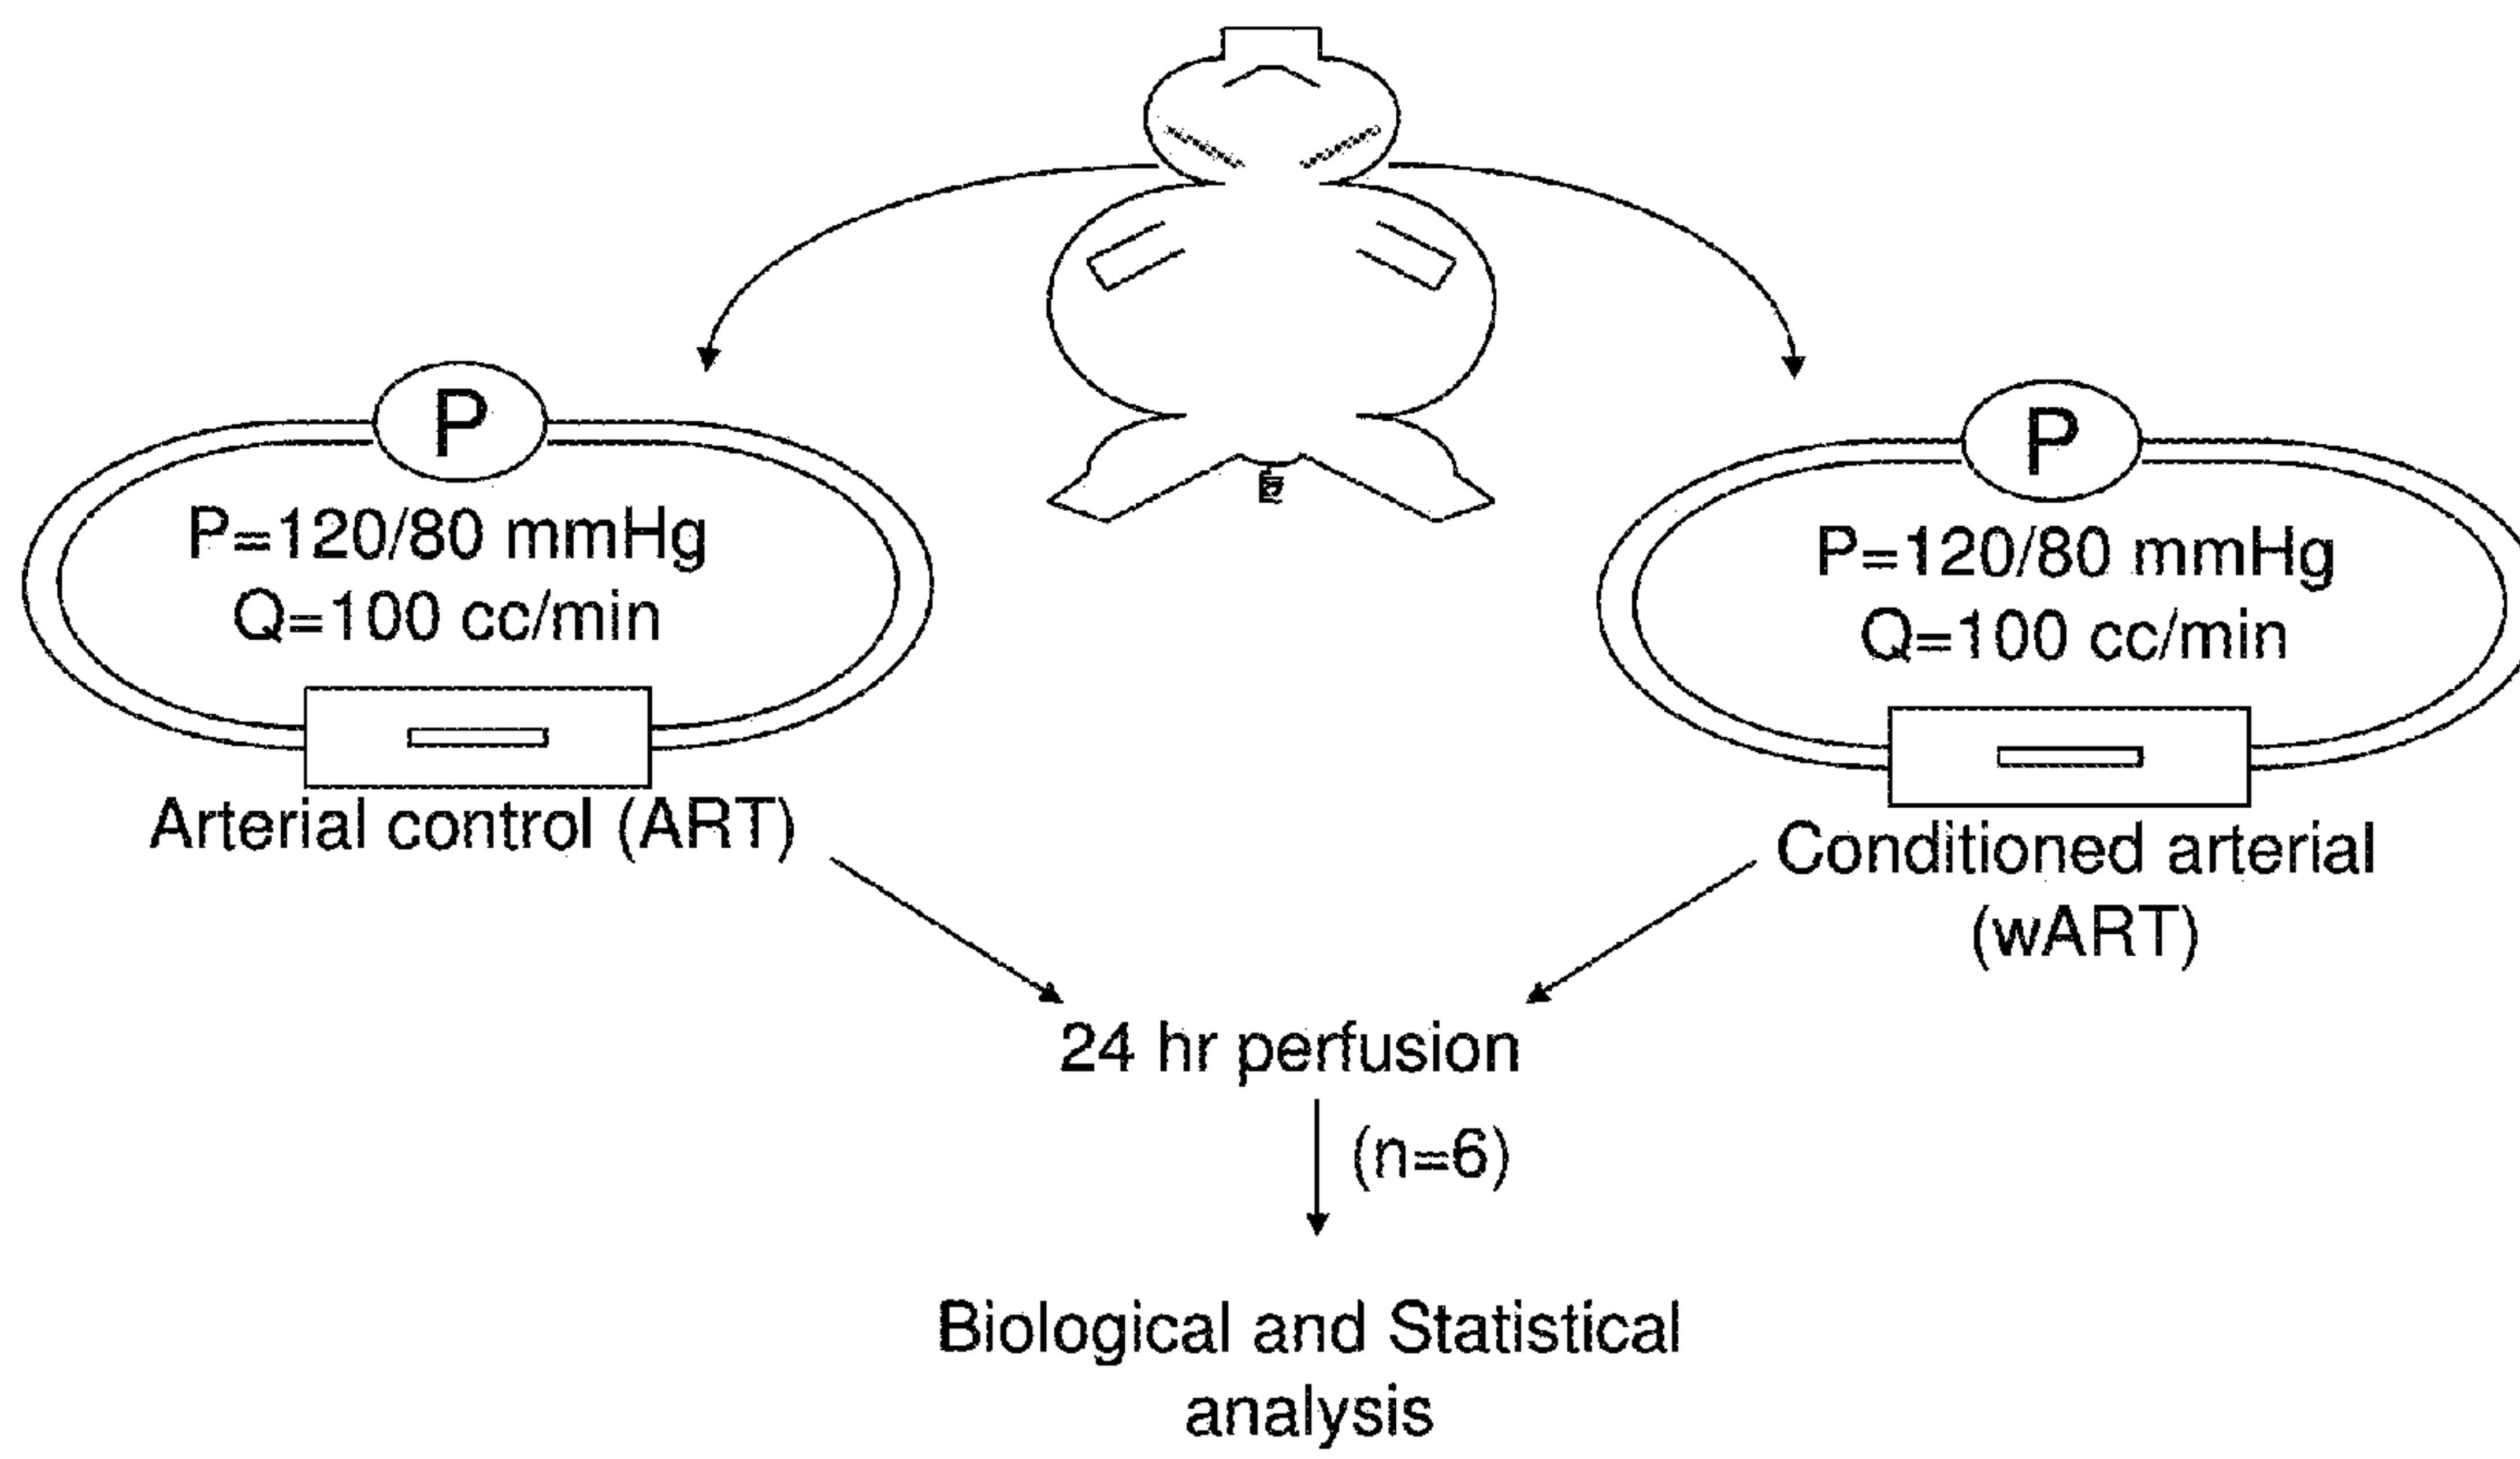 P
P=120/80 mmHg
Q=100 cc/min
Arterial control (ART)
P
P=120/80 mmHg
Q=100 cc/min
Conditioned arterial
(wART)
24 hr perfusion
(n=6)
Biological and Statistical
analysis